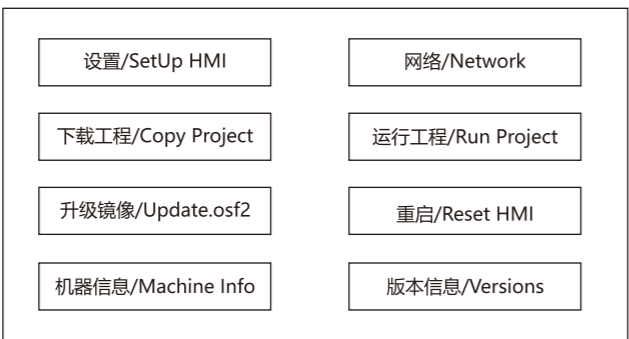 设置/SetUp HMI
网络/Network
下载工程/Copy Project
运行工程/Run Project
升级镜像/Update.osf2
重启/Reset HMI
机器信息/Machine Info
版本信息/Versions